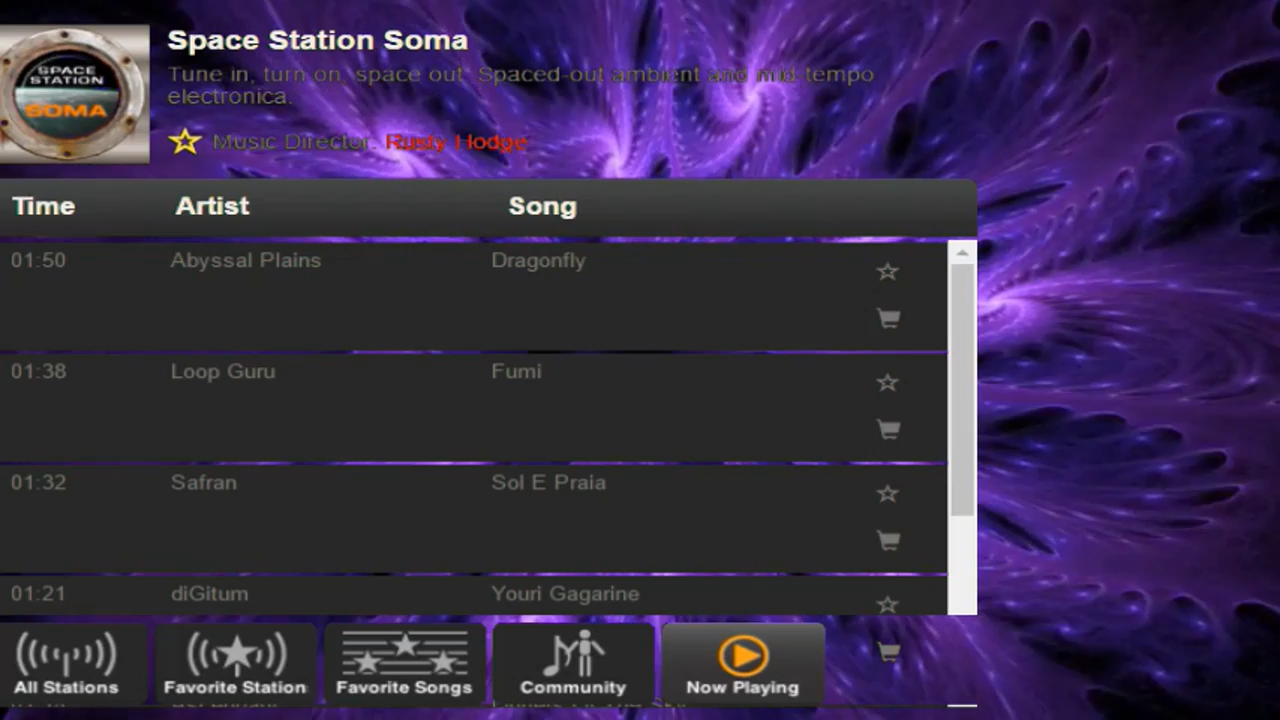 SPACE
STATION
SOMA
Space Station Soma
Tune in, turn on, space out. Spaced-out ambient and mid-tempo
electronica.
Music Director: Rusty Hodge
Time Artist Song
01:50 Abyssal Plains Dragonfly
01:38 Loop Guru Fumi
01:32 Safran Sol E Praia
01:21 diGitum Youri Gagarine
All Stations Favorite Station Favorite Songs Community Now Playing